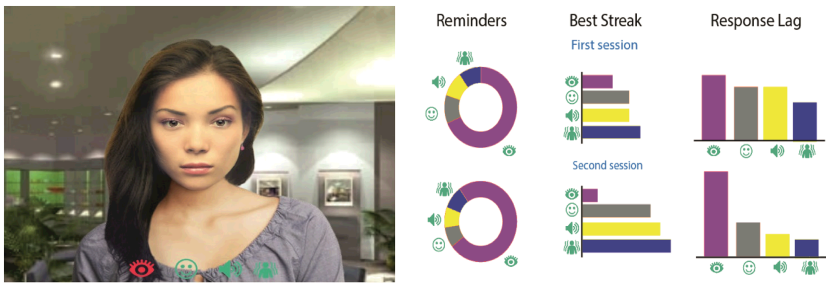 Reminders
Best Streak
Response Lag
First session
Second session